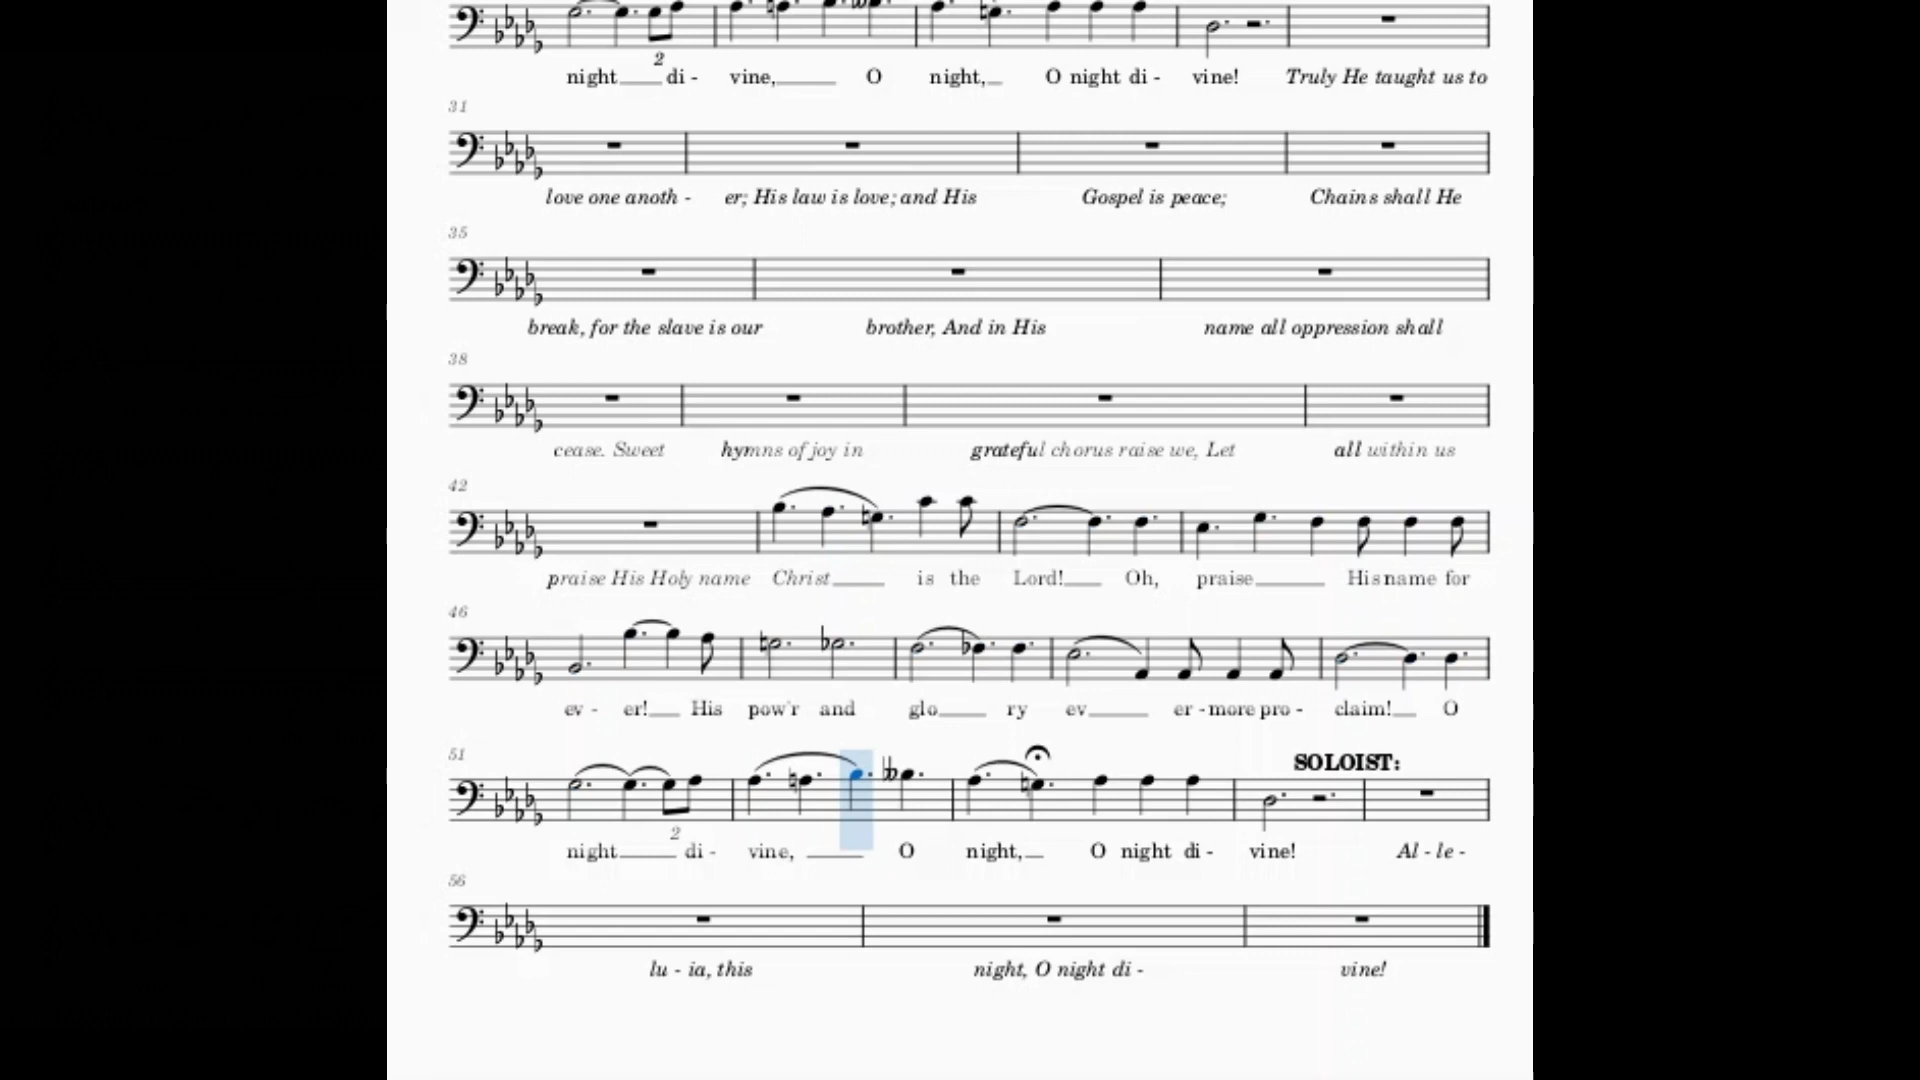 2
night di - vine, O night, O night di - vine! Truly He taught us to
31
love one anoth - er; His law is love; and His Gospel is peace; Chains shall He
35
break, for the slave is our brother, And in His name all oppression shall
38
cease. Sweet hymns of joy in grateful chorus raise we, Let all within us
42
praise His Holy name Christ is the Lord! Oh, praise His name for
46
ev - er! His pow'r and glo ry ev er - more pro - claim! O
51
SOLOIST:
2
night di - vine, O night, O night di - vine! Al - le -
56
lu - ia, this night, O night di - vine!